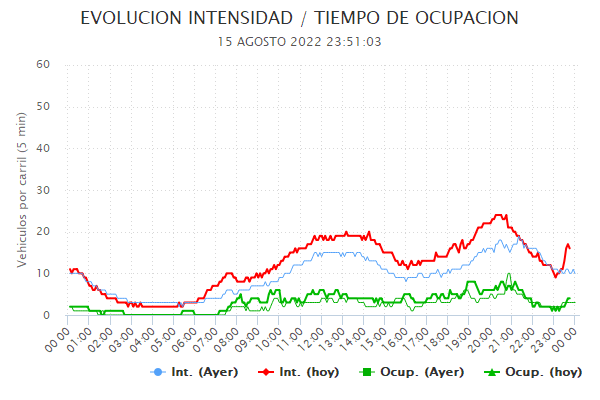 EVOLUCION INTENSIDAD / TIEMPO DE OCUPACION
15 AGOSTO 2022 23:51:03
Vehiculos por carril (5 min)
60
50
40
30
20
10
0
00:00 01:00 02:00 03:00 04:00 05:00 06:00 07:00 08:00 09:00 10:00 11:00 12:00 13:00 14:00 15:00 16:00 17:00 18:00 19:00 20:00 21:00 22:00 23:00 00:00
Int. (Ayer) Int. (hoy) Ocup. (Ayer) Ocup. (hoy)